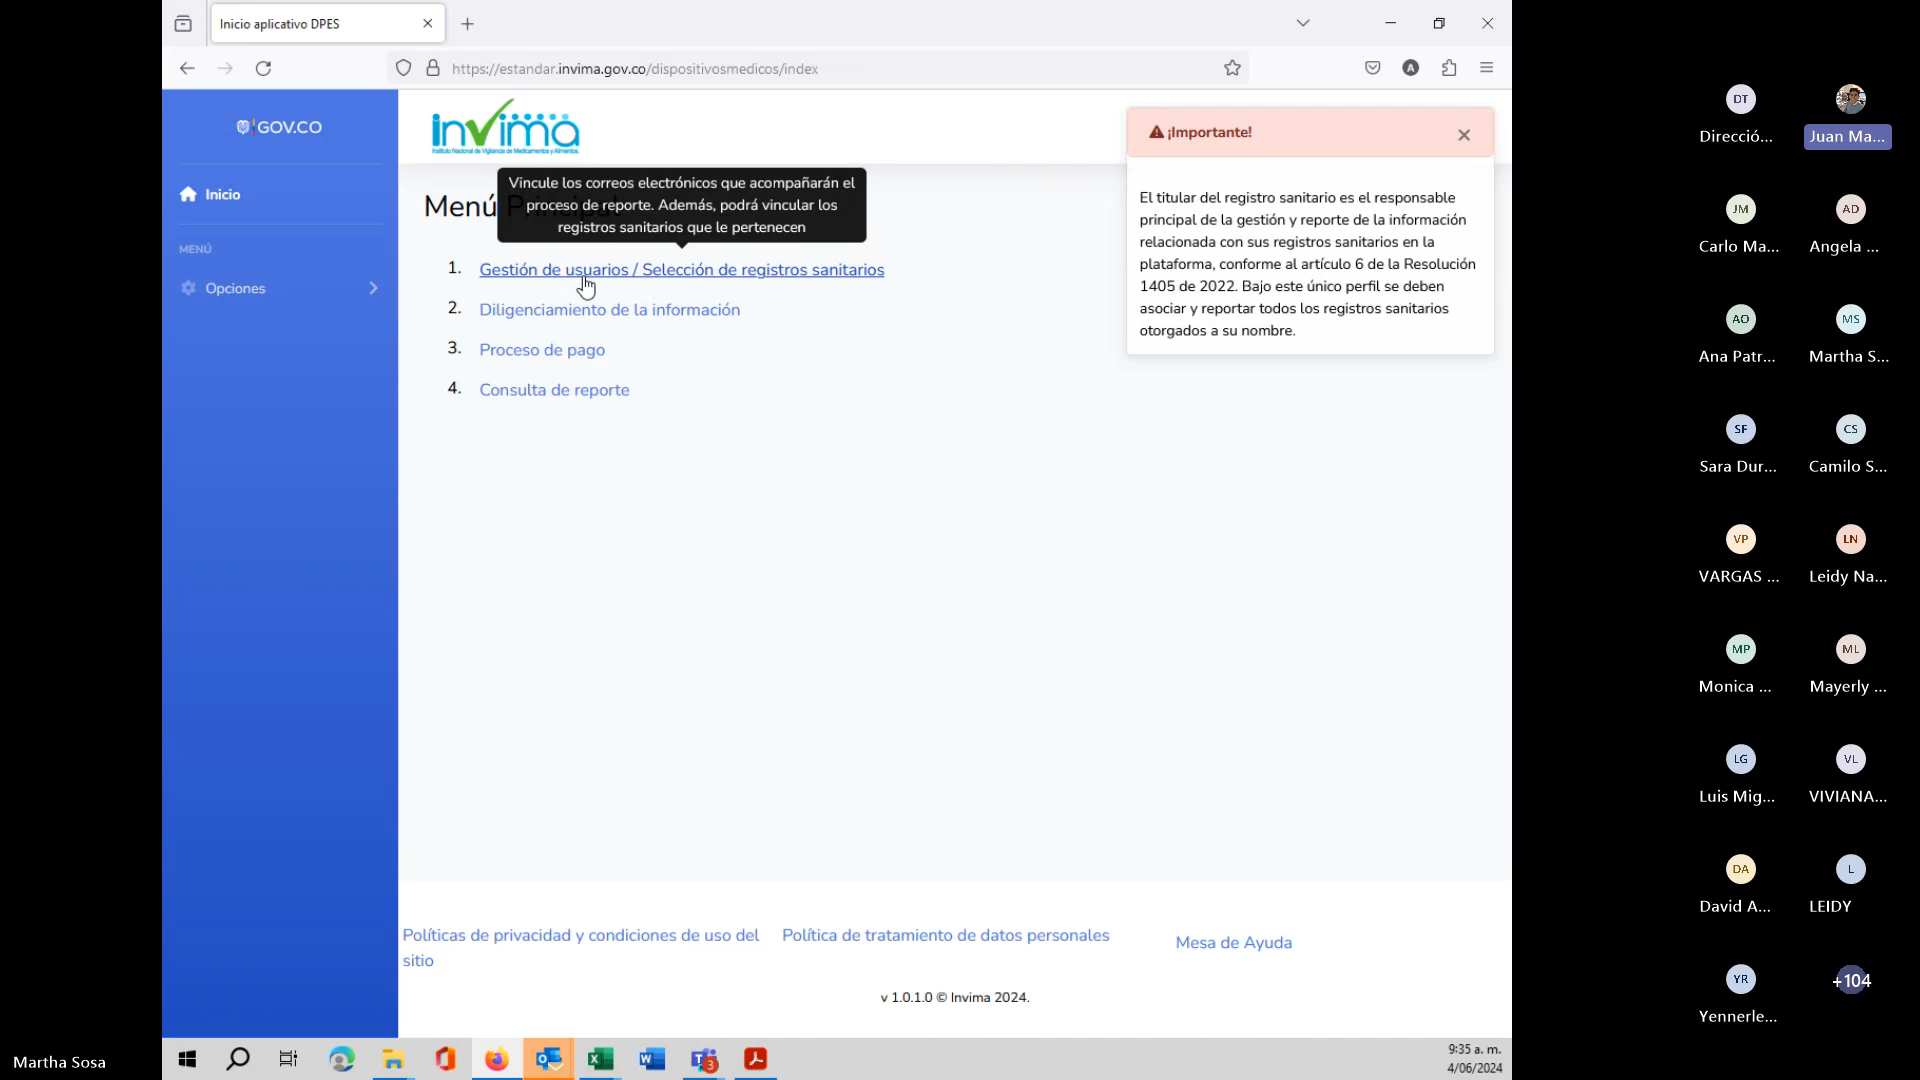 Inicio aplicativo DPES
https://estandar.invima.gov.co/dispositivosmedicos/index
GOV.CO
Inicio
MENÚ
Opciones
invima
Instituto Nacional de Vigilancia de Medicamentos y Alimentos
Menú
Vincule los correos electrónicos que acompañarán el
proceso de reporte. Además, podrá vincular los
registros sanitarios que le pertenecen
1. Gestión de usuarios / Selección de registros sanitarios
2. Diligenciamiento de la información
3. Proceso de pago
4. Consulta de reporte
¡Importante!
El titular del registro sanitario es el responsable
principal de la gestión y reporte de la información
relacionada con sus registros sanitarios en la
plataforma, conforme al artículo 6 de la Resolución
1405 de 2022. Bajo este único perfil se deben
asociar y reportar todos los registros sanitarios
otorgados a su nombre.
Políticas de privacidad y condiciones de uso del
sitio
Política de tratamiento de datos personales
Mesa de Ayuda
v 1.0.1.0 © Invima 2024.
9:35 a. m.
4/06/2024
Martha Sosa
DT
Direcció...
Juan Ma...
JM
Carlo Ma...
AD
Angela ...
AO
Ana Patr...
MS
Martha S...
SF
Sara Dur...
CS
Camilo S...
VP
VARGAS ...
LN
Leidy Na...
MP
Monica ...
ML
Mayerly ...
LG
Luis Mig...
VL
VIVIANA...
DA
David A...
L
LEIDY
YR
Yennerle...
+104